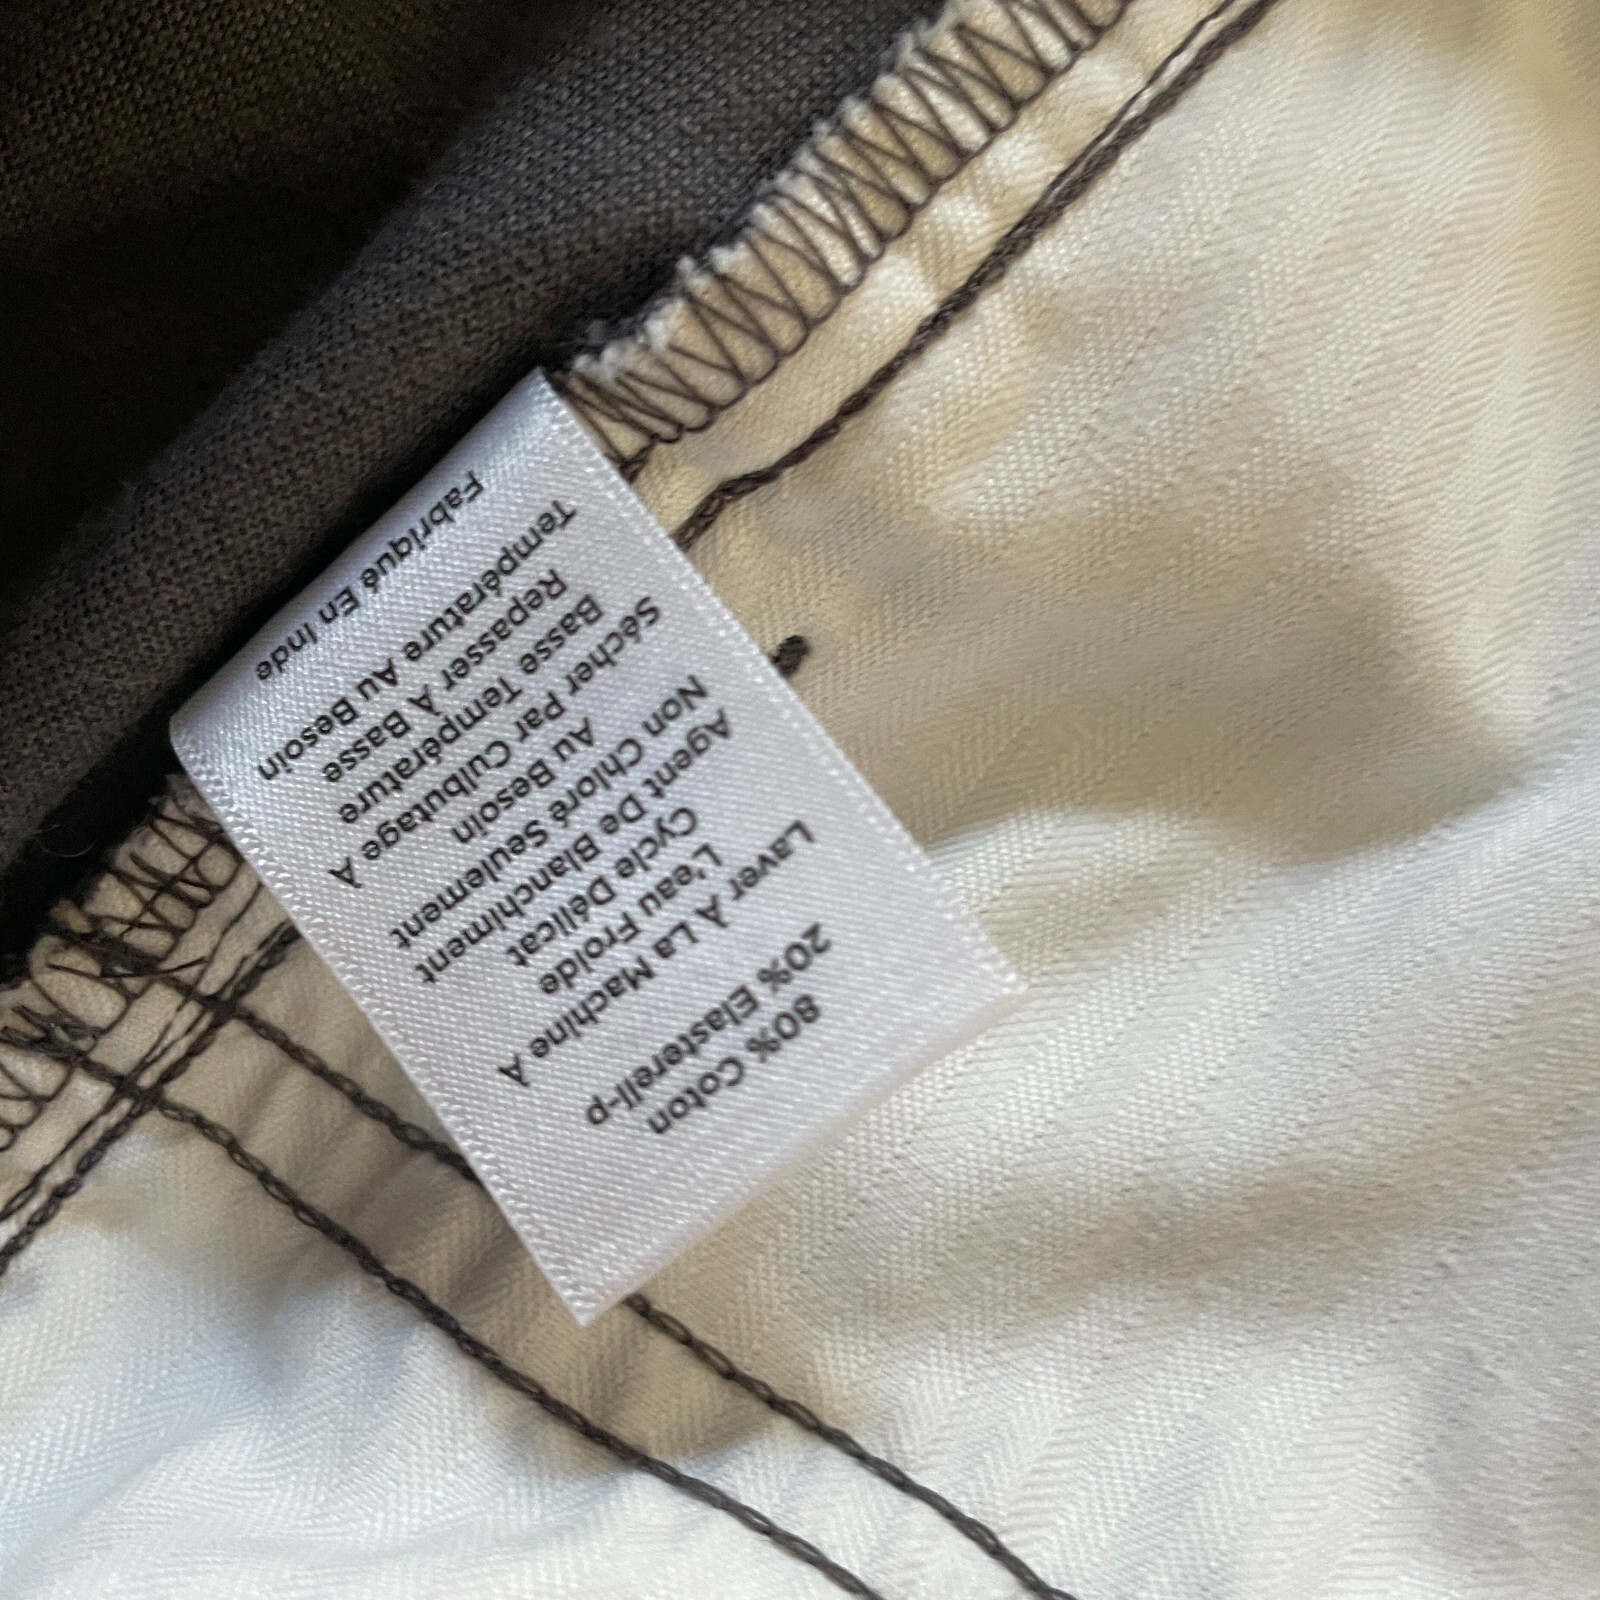 80% Coton
20% Elasterell-p
Laver À La Machine À
L'eau Froide
Cycle Délicat
Agent De Blanchiment
Non Chloré Seulement
Au Besoin
Sécher Par Culbutage À
Basse Température
Repasser À Basse
Température Au Besoin
Fabriqué En Inde